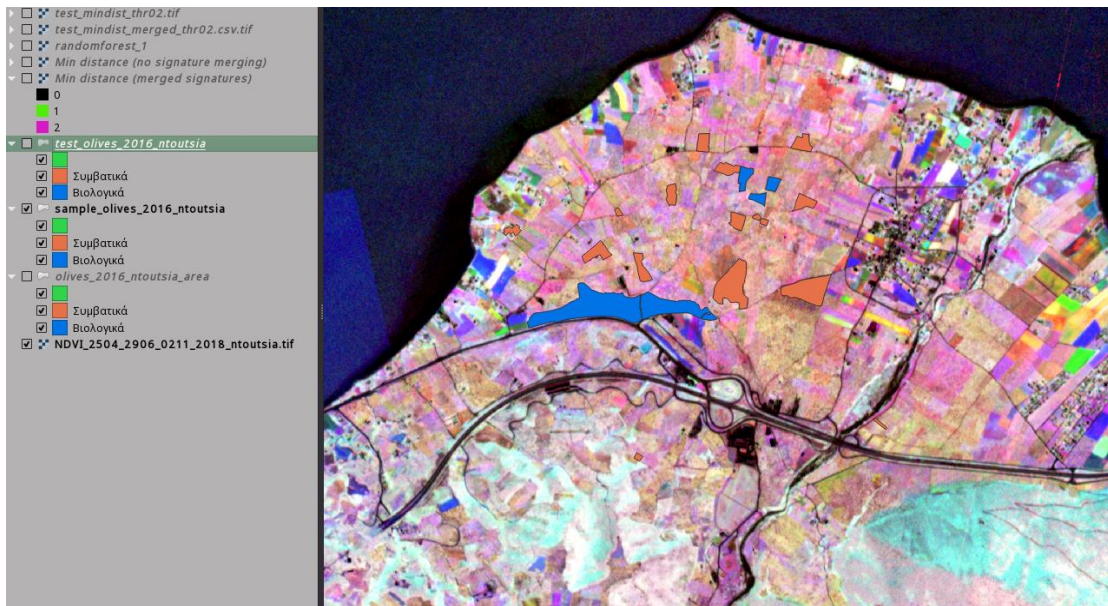 test_mindist_thr02.tif
test_mindist_merged_thr02.csv.tif
randomforest_1
Min distance (no signature merging)
Min distance (merged signatures)
0
1
2
test_olives_2016_ntoutsia
Συμβατικά
Βιολογικά
sample_olives_2016_ntoutsia
Συμβατικά
Βιολογικά
olives_2016_ntoutsia_area
Συμβατικά
Βιολογικά
NDVI_2504_2906_0211_2018_ntoutsia.tif